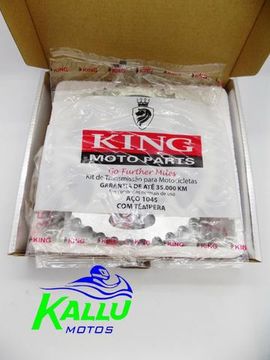 KING
MOTO PARTS
Go Further Miles
Kit de Transmissão para Motocicletas
GARANTIA DE ATÉ 35.000 KM
AÇO 1045
COM TÊMPERA
KALLU
MOTOS